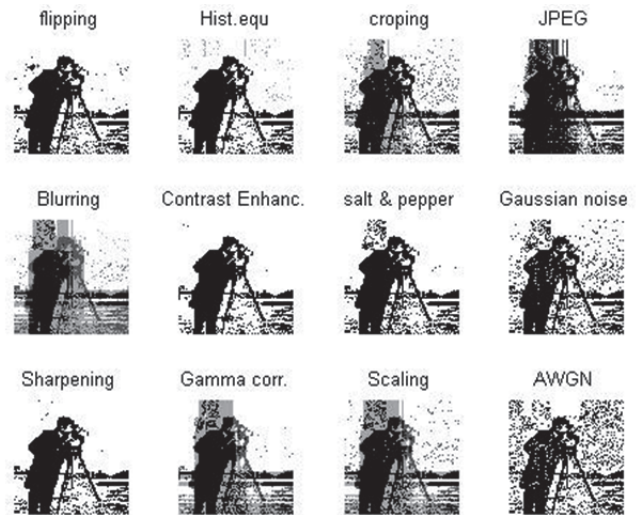 flipping
Hist.equ
croping
JPEG
Blurring
Contrast Enhanc.
salt & pepper
Gaussian noise
Sharpening
Gamma corr.
Scaling
AWGN